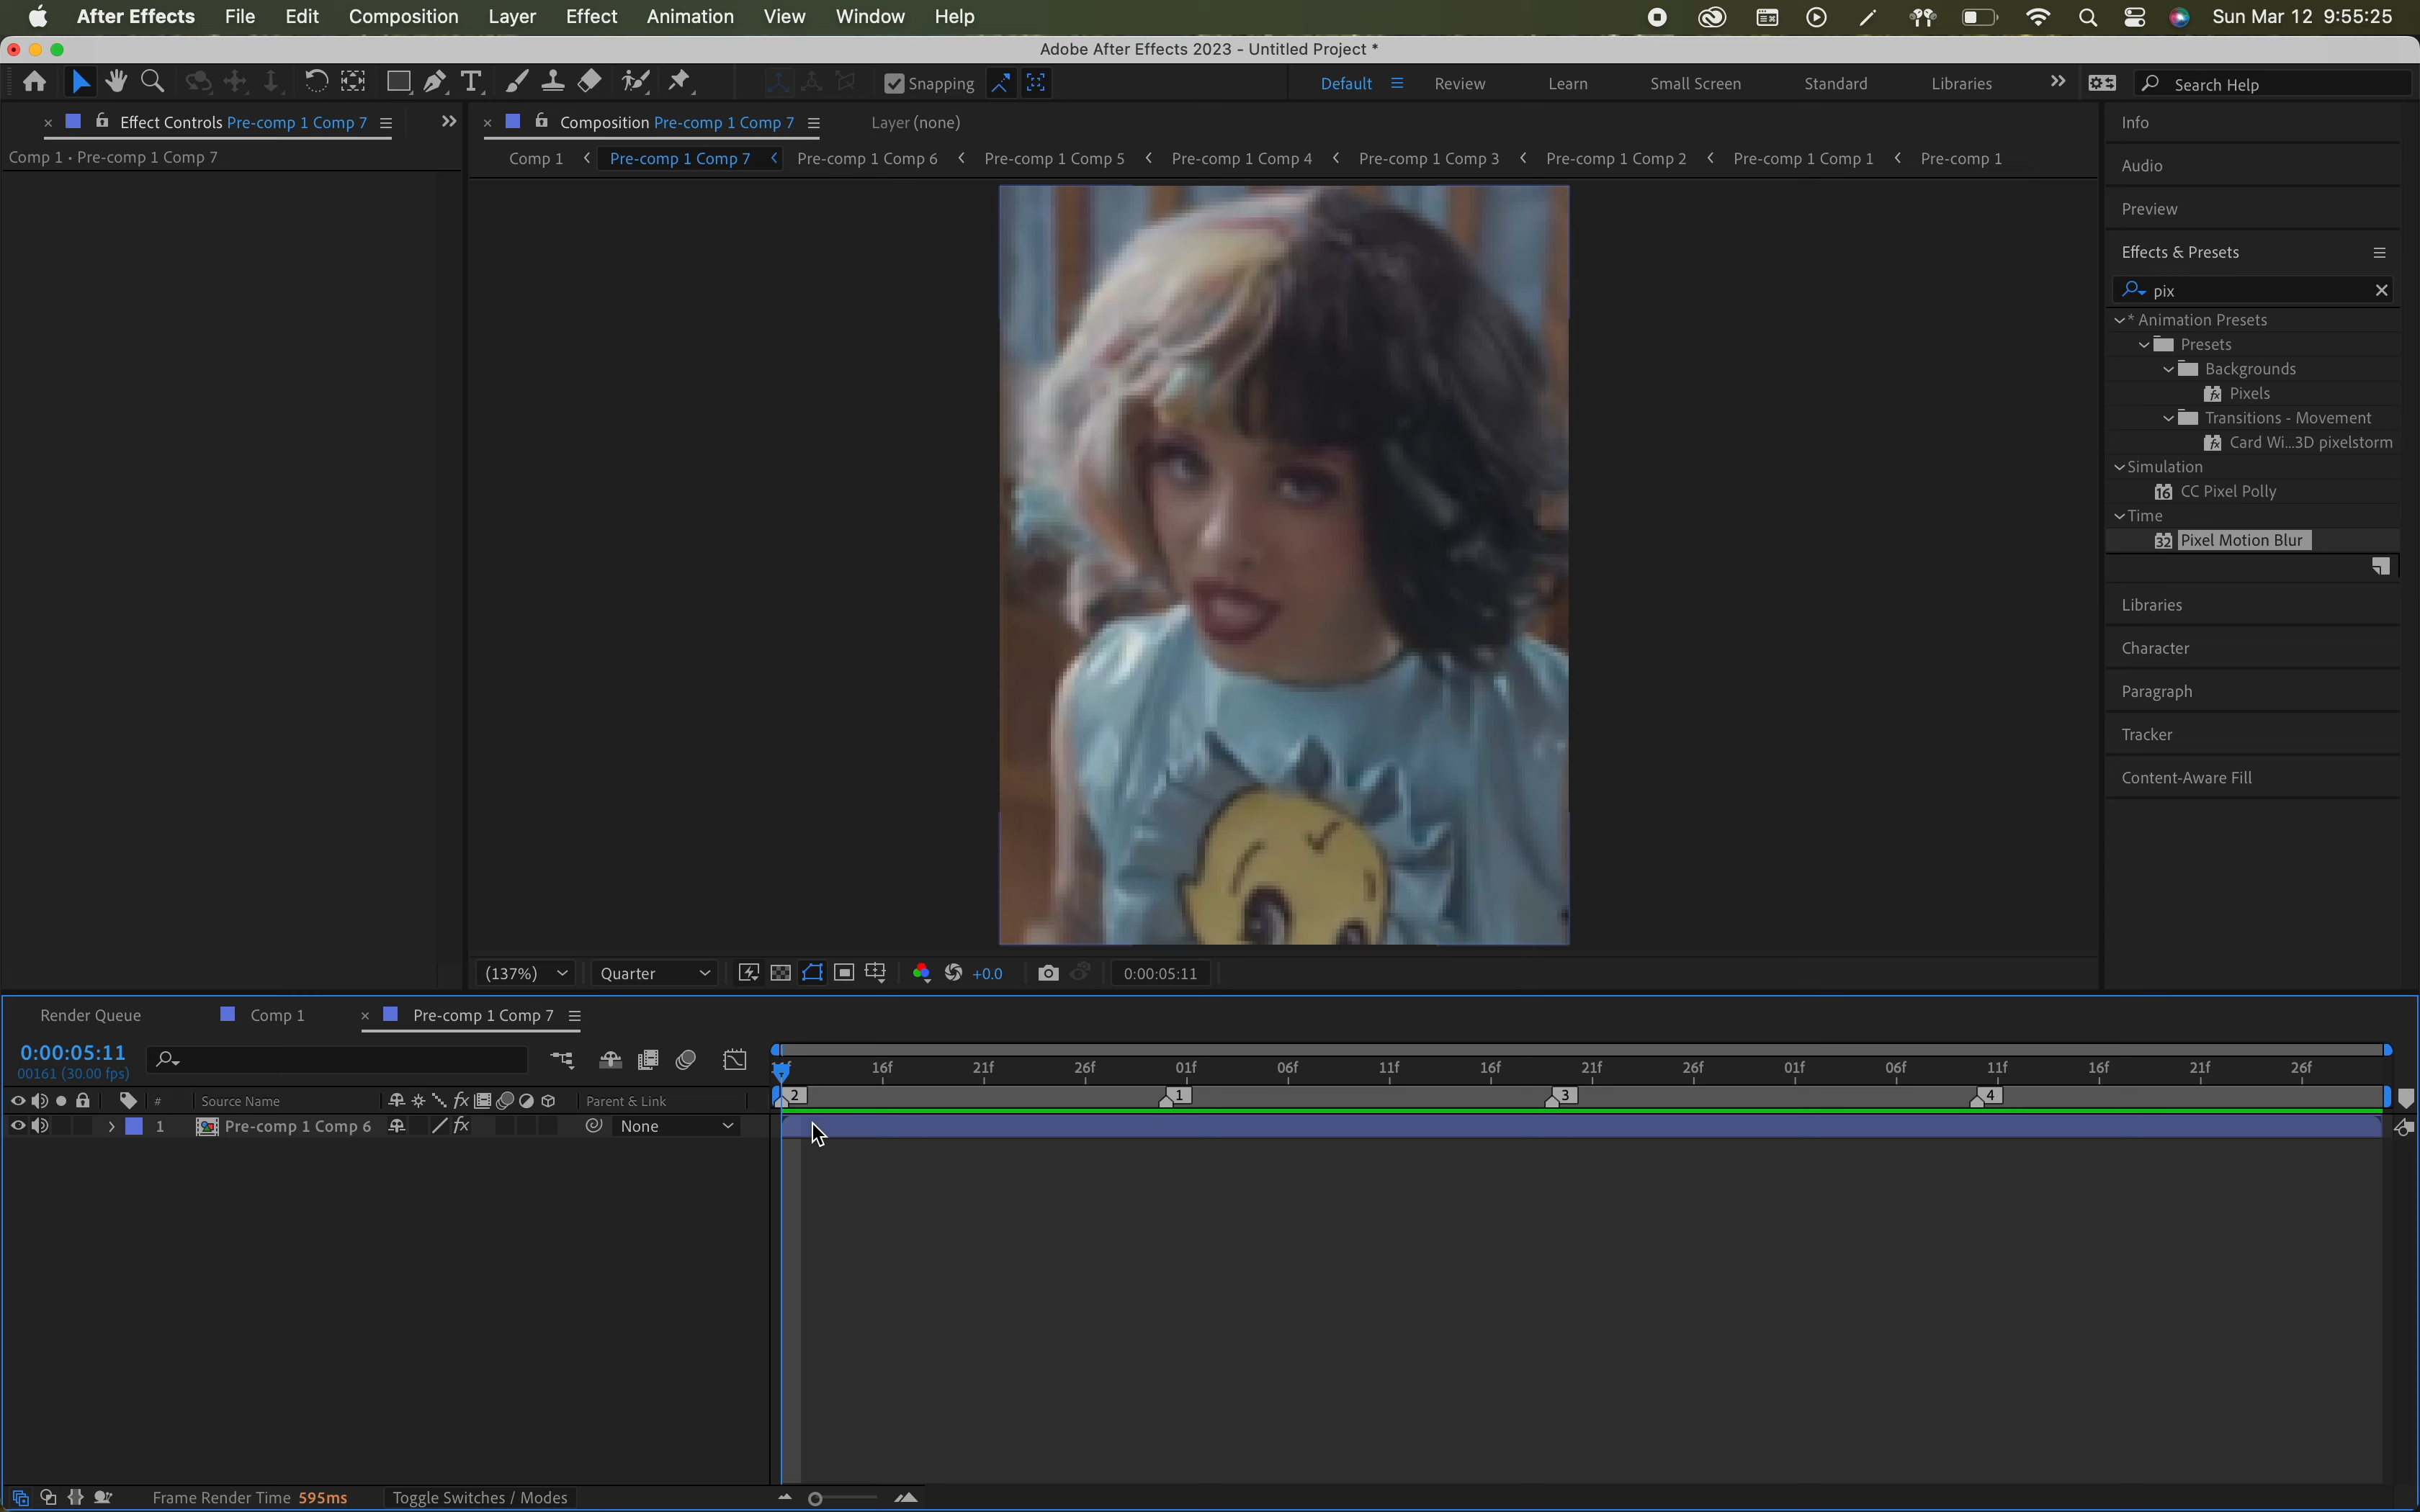 After Effects File Edit Composition Layer Effect Animation View Window Help Sun Mar 12 9:55:25
Adobe After Effects 2023 - Untitled Project *
Snapping Default Review Learn Small Screen Standard Libraries Search Help
Effect Controls Pre-comp 1 Comp 7
Composition Pre-comp 1 Comp 7 Layer (none)
Comp 1 • Pre-comp 1 Comp 7
Comp 1 Pre-comp 1 Comp 7 Pre-comp 1 Comp 6 Pre-comp 1 Comp 5 Pre-comp 1 Comp 4 Pre-comp 1 Comp 3 Pre-comp 1 Comp 2 Pre-comp 1 Comp 1 Pre-comp 1
Info
Audio
Preview
Effects & Presets
pix
* Animation Presets
Presets
Backgrounds
Pixels
Transitions - Movement
Card Wi...3D pixelstorm
Simulation
16 CC Pixel Polly
Time
32 Pixel Motion Blur
Libraries
Character
Paragraph
Tracker
Content-Aware Fill
(137%) Quarter +0.0 0:00:05:11
Render Queue Comp 1 Pre-comp 1 Comp 7
0:00:05:11
00161 (30.00 fps)
16f 21f 26f 01f 06f 11f 16f 21f 26f 01f 06f 11f 16f 21f 26f
# Source Name fx Parent & Link 2 1 3 4
1 Pre-comp 1 Comp 6 fx None
Frame Render Time 595ms Toggle Switches / Modes